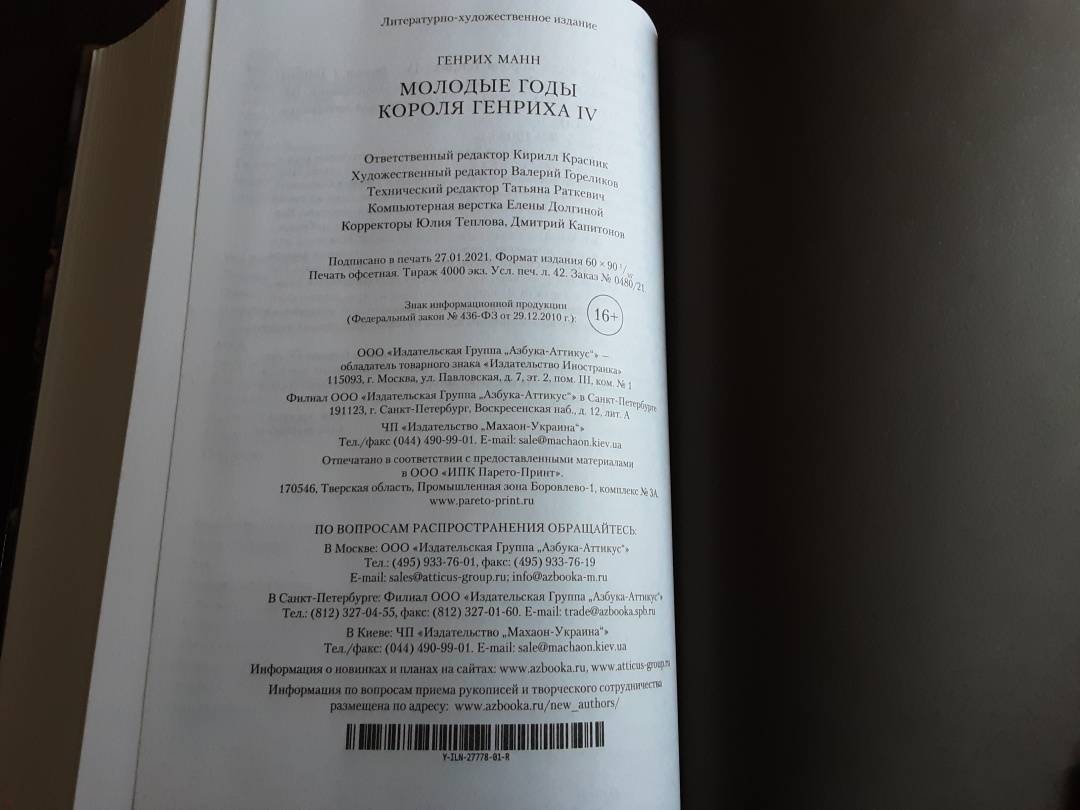 Литературно-художественное издание
ГЕНРИХ МАНН
МОЛОДЫЕ ГОДЫ
КОРОЛЯ ГЕНРИХА IV
Ответственный редактор Кирилл Красник
Художественный редактор Валерий Гореликов
Технический редактор Татьяна Раткевич
Компьютерная верстка Елены Долгиной
Корректоры Юлия Теплова, Дмитрий Капитонов
Подписано в печать 27.01.2021. Формат издания 60 × 90 1/16.
Печать офсетная. Тираж 4000 экз. Усл. печ. л. 42. Заказ № 0480/21
Знак информационной продукции
(Федеральный закон № 436-ФЗ от 29.12.2010 г.):
16+
ООО «Издательская Группа „Азбука-Аттикус“» —
обладатель товарного знака «Издательство Иностранка»
115093, г. Москва, ул. Павловская, д. 7, эт. 2, пом. III, ком. № 1
Филиал ООО «Издательская Группа „Азбука-Аттикус“» в Санкт-Петербурге
191123, г. Санкт-Петербург, Воскресенская наб., д. 12, лит. А
ЧП «Издательство „Махаон-Украина“»
Тел./факс (044) 490-99-01. E-mail: sale@machaon.kiev.ua
Отпечатано в соответствии с предоставленными материалами
в ООО «ИПК Парето-Принт».
170546, Тверская область, Промышленная зона Боровлево-1, комплекс № 3А
www.pareto-print.ru
ПО ВОПРОСАМ РАСПРОСТРАНЕНИЯ ОБРАЩАЙТЕСЬ:
В Москве: ООО «Издательская Группа „Азбука-Аттикус“»
Тел.: (495) 933-76-01, факс: (495) 933-76-19
E-mail: sales@atticus-group.ru; info@azbooka-m.ru
В Санкт-Петербурге: Филиал ООО «Издательская Группа „Азбука-Аттикус“»
Тел.: (812) 327-04-55, факс: (812) 327-01-60. E-mail: trade@azbooka.spb.ru
В Киеве: ЧП «Издательство „Махаон-Украина“»
Тел./факс: (044) 490-99-01. E-mail: sale@machaon.kiev.ua
Информация о новинках и планах на сайтах: www.azbooka.ru, www.atticus-group.ru
Информация по вопросам приема рукописей и творческого сотрудничества
размещена по адресу: www.azbooka.ru/new_authors/
Y-ILN-27778-01-R